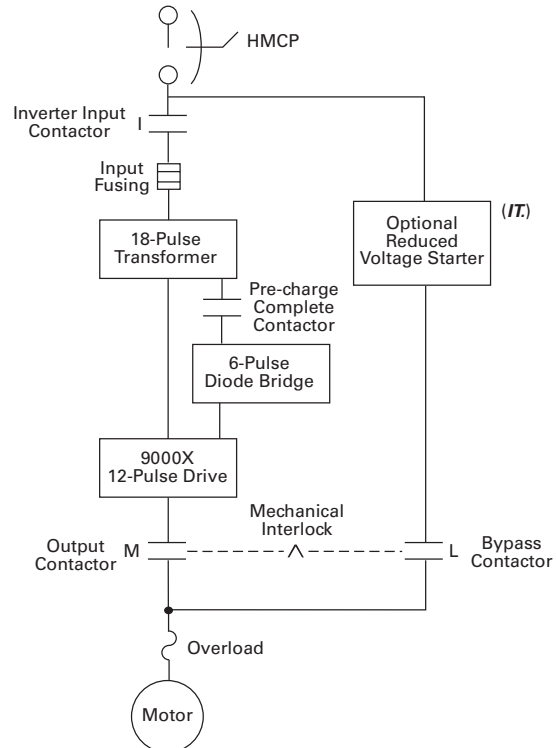 HMCP
Inverter Input
Contactor
I
Input
Fusing
(IT.)
Optional
Reduced
Voltage Starter
18-Pulse
Transformer
Pre-charge
Complete
Contactor
6-Pulse
Diode Bridge
9000X
12-Pulse Drive
Mechanical
Interlock
Output
Contactor
M
L
Bypass
Contactor
Overload
Motor